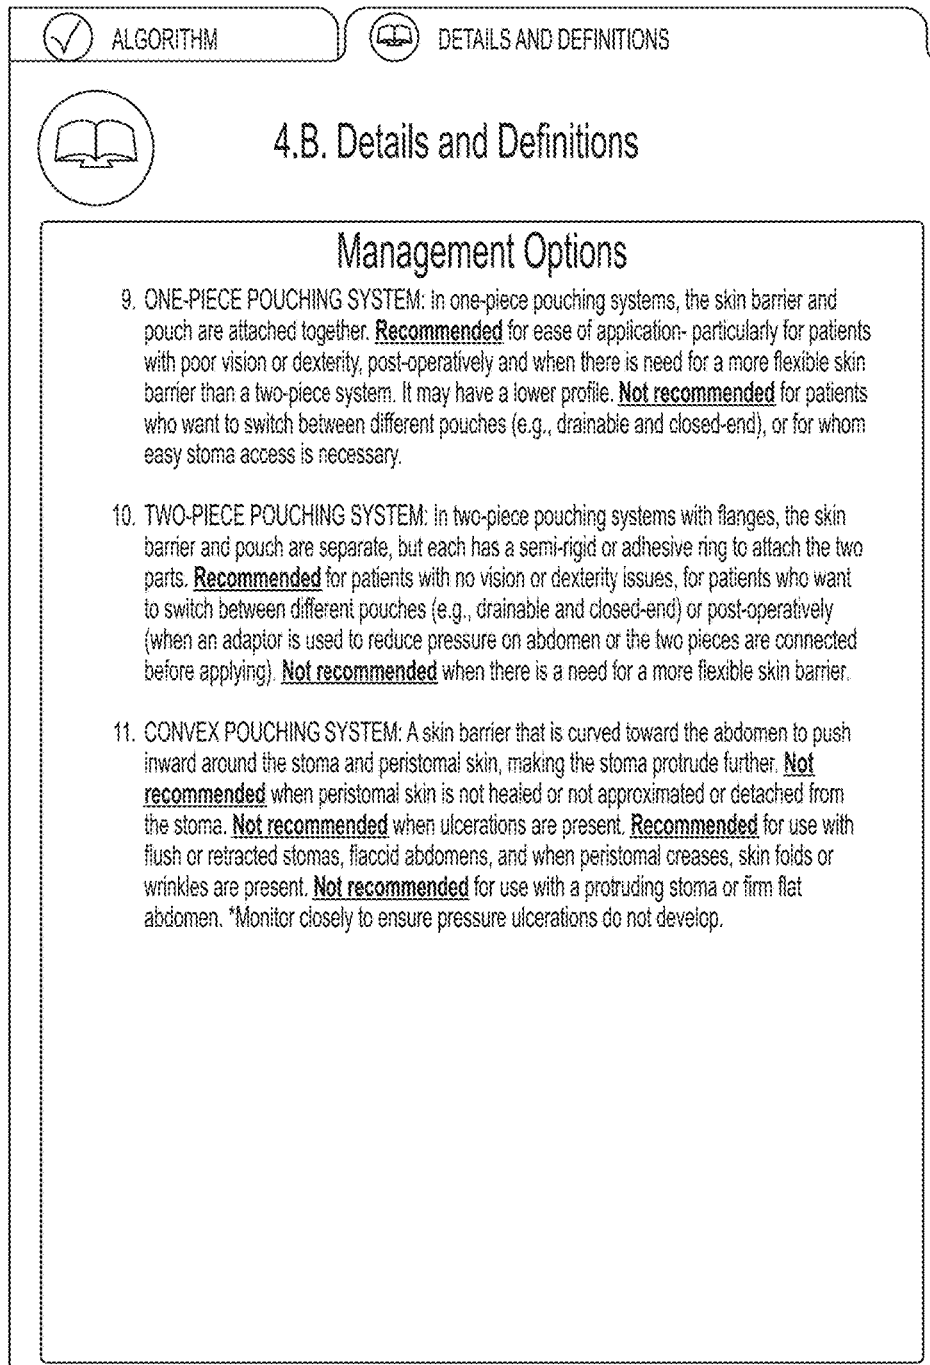 ALGORITHM
DETAILS AND DEFINITIONS
4.B. Details and Definitions
Management Options
9. ONE-PIECE POUCHING SYSTEM: In one-piece pouching systems, the skin barrier and
pouch are attached together. Recommended for ease of application- particularly for patients
with poor vision or dexterity, post-operatively and when there is need for a more flexible skin
barrier than a two-piece system. It may have a lower profile. Not recommended for patients
who want to switch between different pouches (e.g., drainable and closed-end), or for whom
easy stoma access is necessary.
10. TWO-PIECE POUCHING SYSTEM: In two-piece pouching systems with flanges, the skin
barrier and pouch are separate, but each has a semi-rigid or adhesive ring to attach the two
parts. Recommended for patients with no vision or dexterity issues, for patients who want
to switch between different pouches (e.g., drainable and closed-end) or post-operatively
(when an adaptor is used to reduce pressure on abdomen or the two pieces are connected
before applying). Not recommended when there is a need for a more flexible skin barrier.
11. CONVEX POUCHING SYSTEM: A skin barrier that is curved toward the abdomen to push
inward around the stoma and peristomal skin, making the stoma protrude further. Not
recommended when peristomal skin is not healed or not approximated or detached from
the stoma. Not recommended when ulcerations are present. Recommended for use with
flush or retracted stomas, flaccid abdomens, and when peristomal creases, skin folds or
wrinkles are present. Not recommended for use with a protruding stoma or firm flat
abdomen. *Monitor closely to ensure pressure ulcerations do not develop.